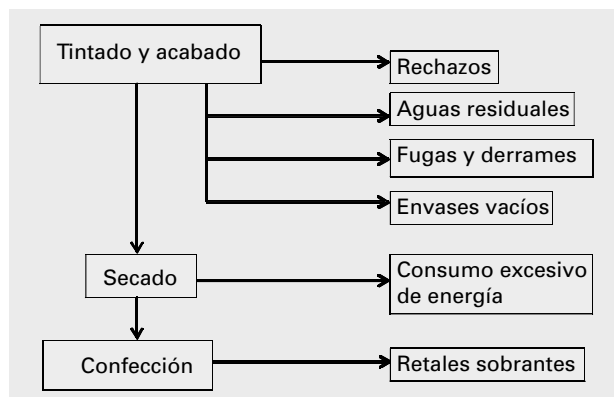 Tintado y acabado
Rechazos
Aguas residuales
Fugas y derrames
Envases vacíos
Secado
Consumo excesivo
de energía
Confección
Retales sobrantes